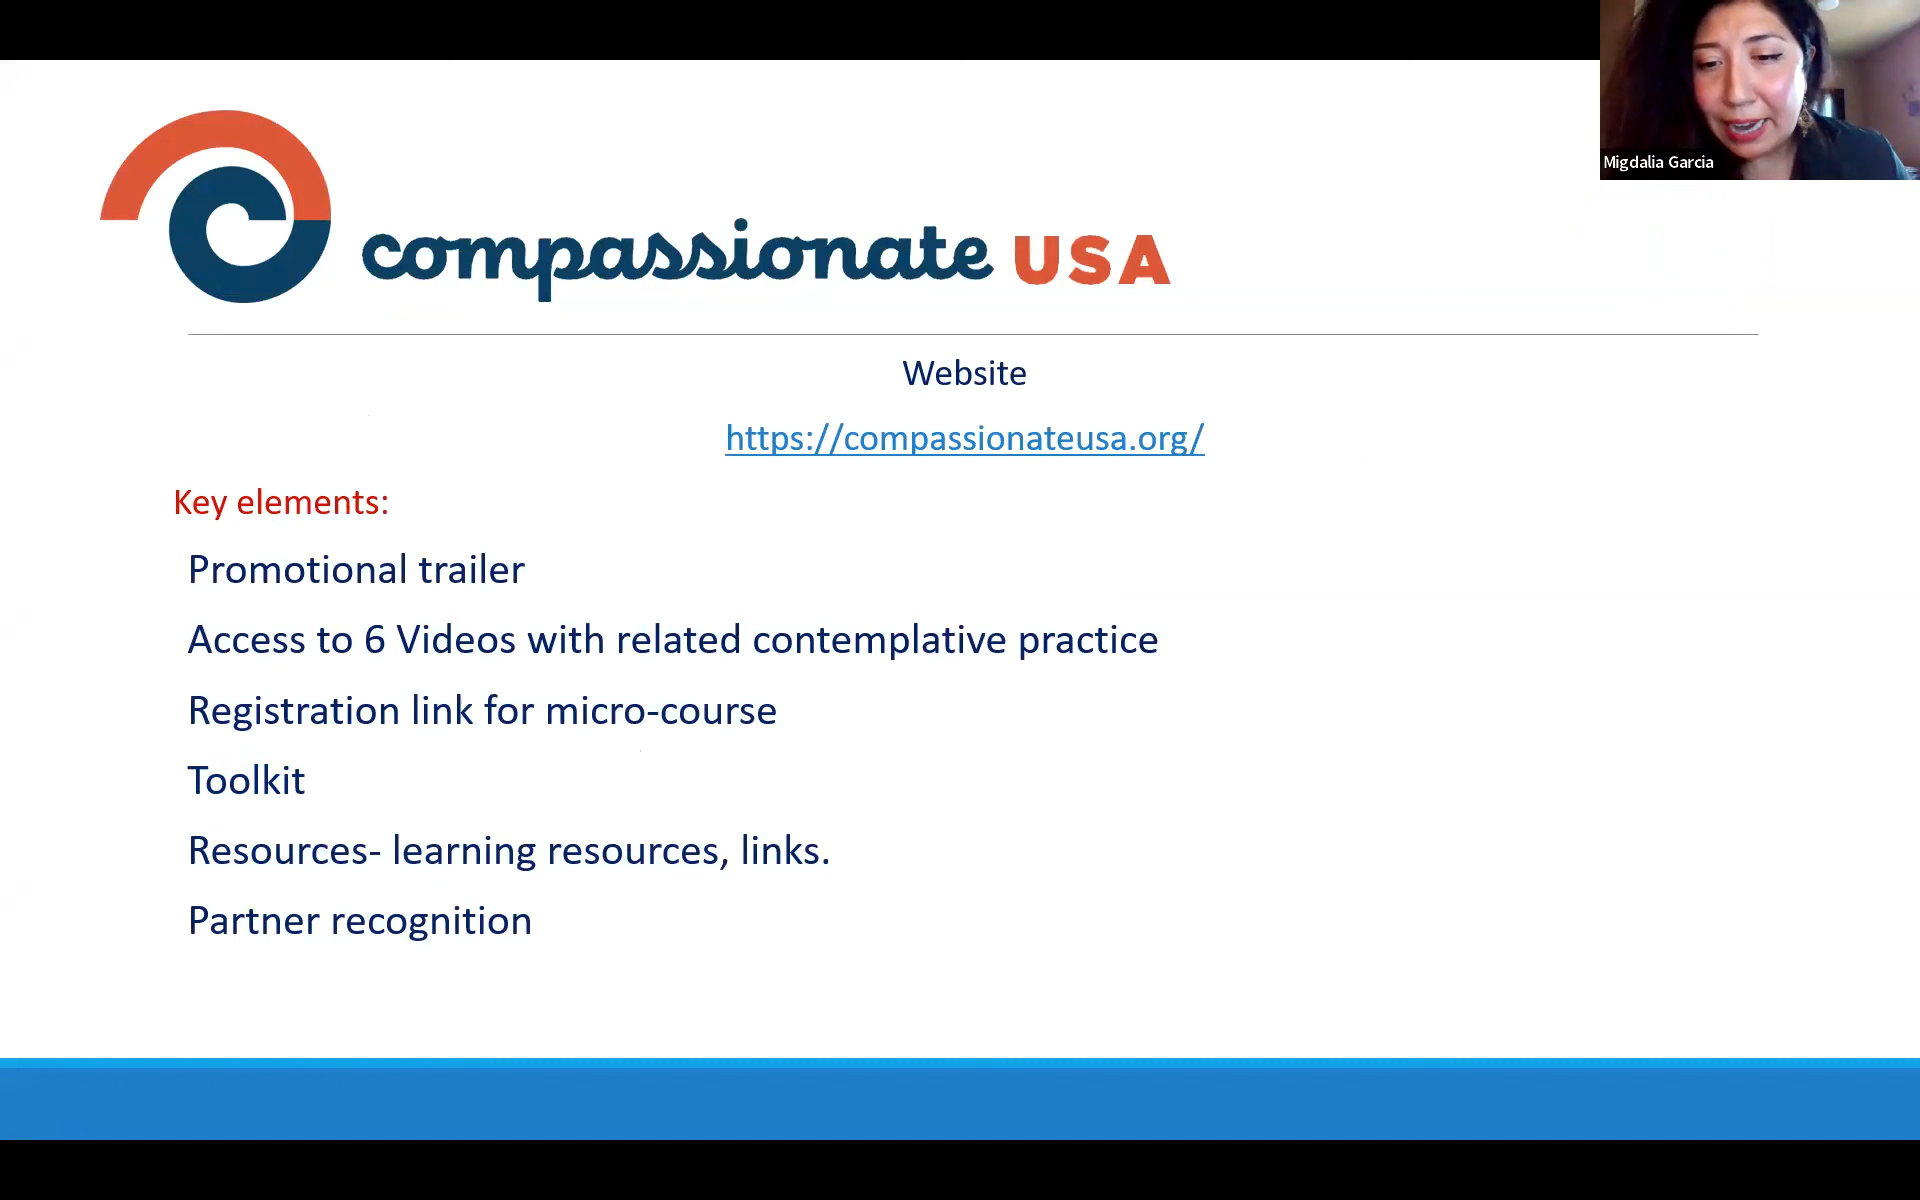 Migdalia Garcia
compassionate USA
Website
https://compassionateusa.org/
Key elements:
Promotional trailer
Access to 6 Videos with related contemplative practice
Registration link for micro-course
Toolkit
Resources- learning resources, links.
Partner recognition